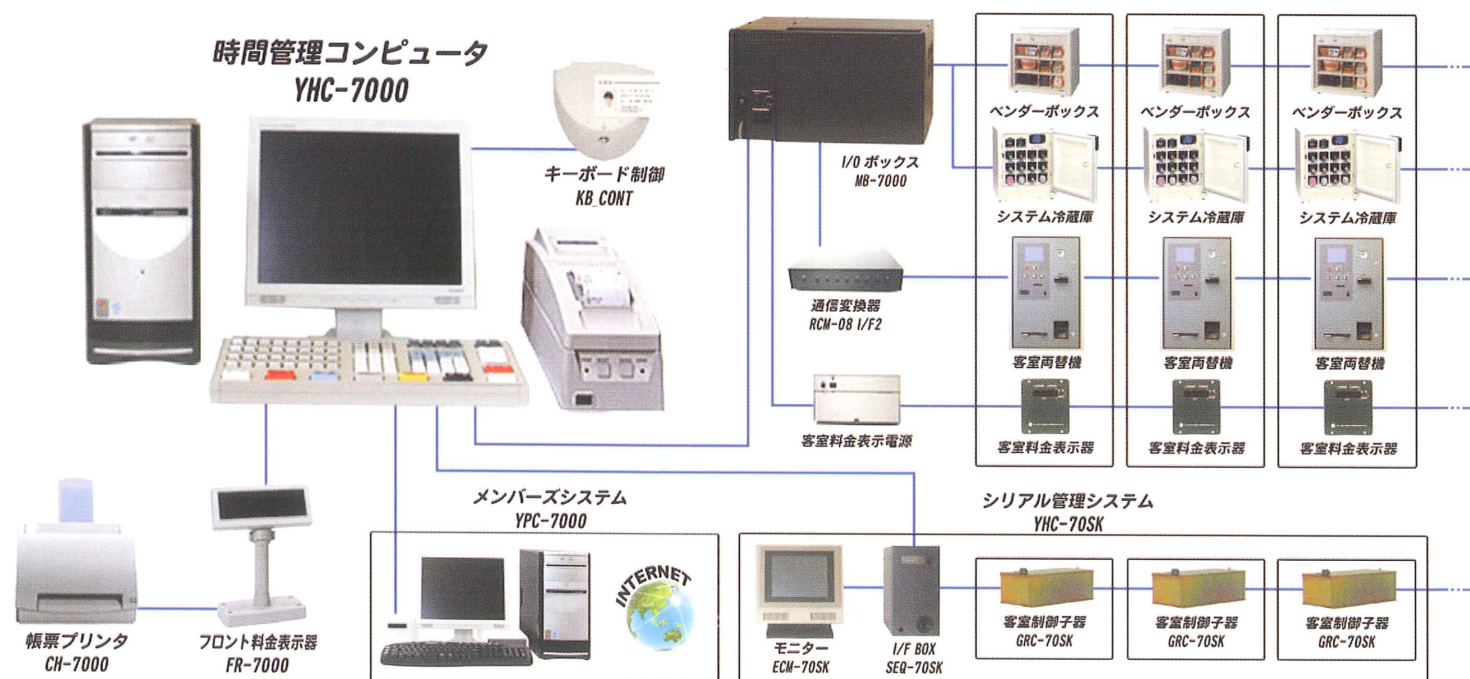 時間管理コンピュータ
YHC-7000
キーボード制御
KB_CONT
I/O ボックス
MB-7000
ベンダーボックス
ベンダーボックス
ベンダーボックス
システム冷蔵庫
システム冷蔵庫
システム冷蔵庫
通信変換器
RCM-08 I/F2
客室両替機
客室両替機
客室両替機
客室料金表示電源
客室料金表示器
客室料金表示器
客室料金表示器
帳票プリンタ
CH-7000
フロント料金表示器
FR-7000
メンバーズシステム
YPC-7000
INTERNET
シリアル管理システム
YHC-70SK
モニター
ECM-70SK
I/F BOX
SEQ-70SK
客室制御子器
GRC-70SK
客室制御子器
GRC-70SK
客室制御子器
GRC-70SK